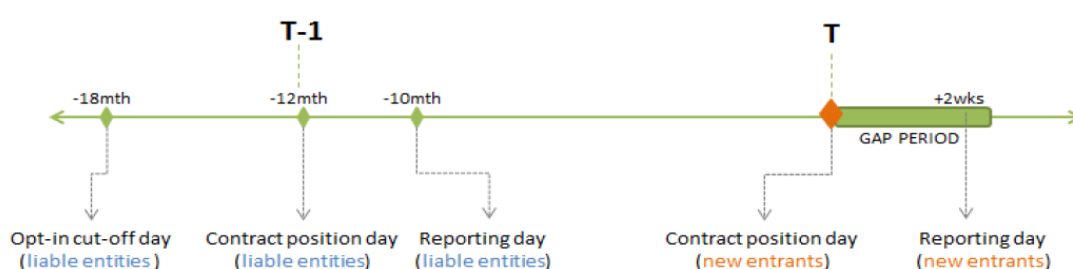 T-1
T
-18mth
-12mth
-10mth
+2wks
GAP PERIOD
Opt-in cut-off day
(liable entities )
Contract position day
(liable entities)
Reporting day
(liable entities)
Contract position day
(new entrants)
Reporting day
(new entrants)